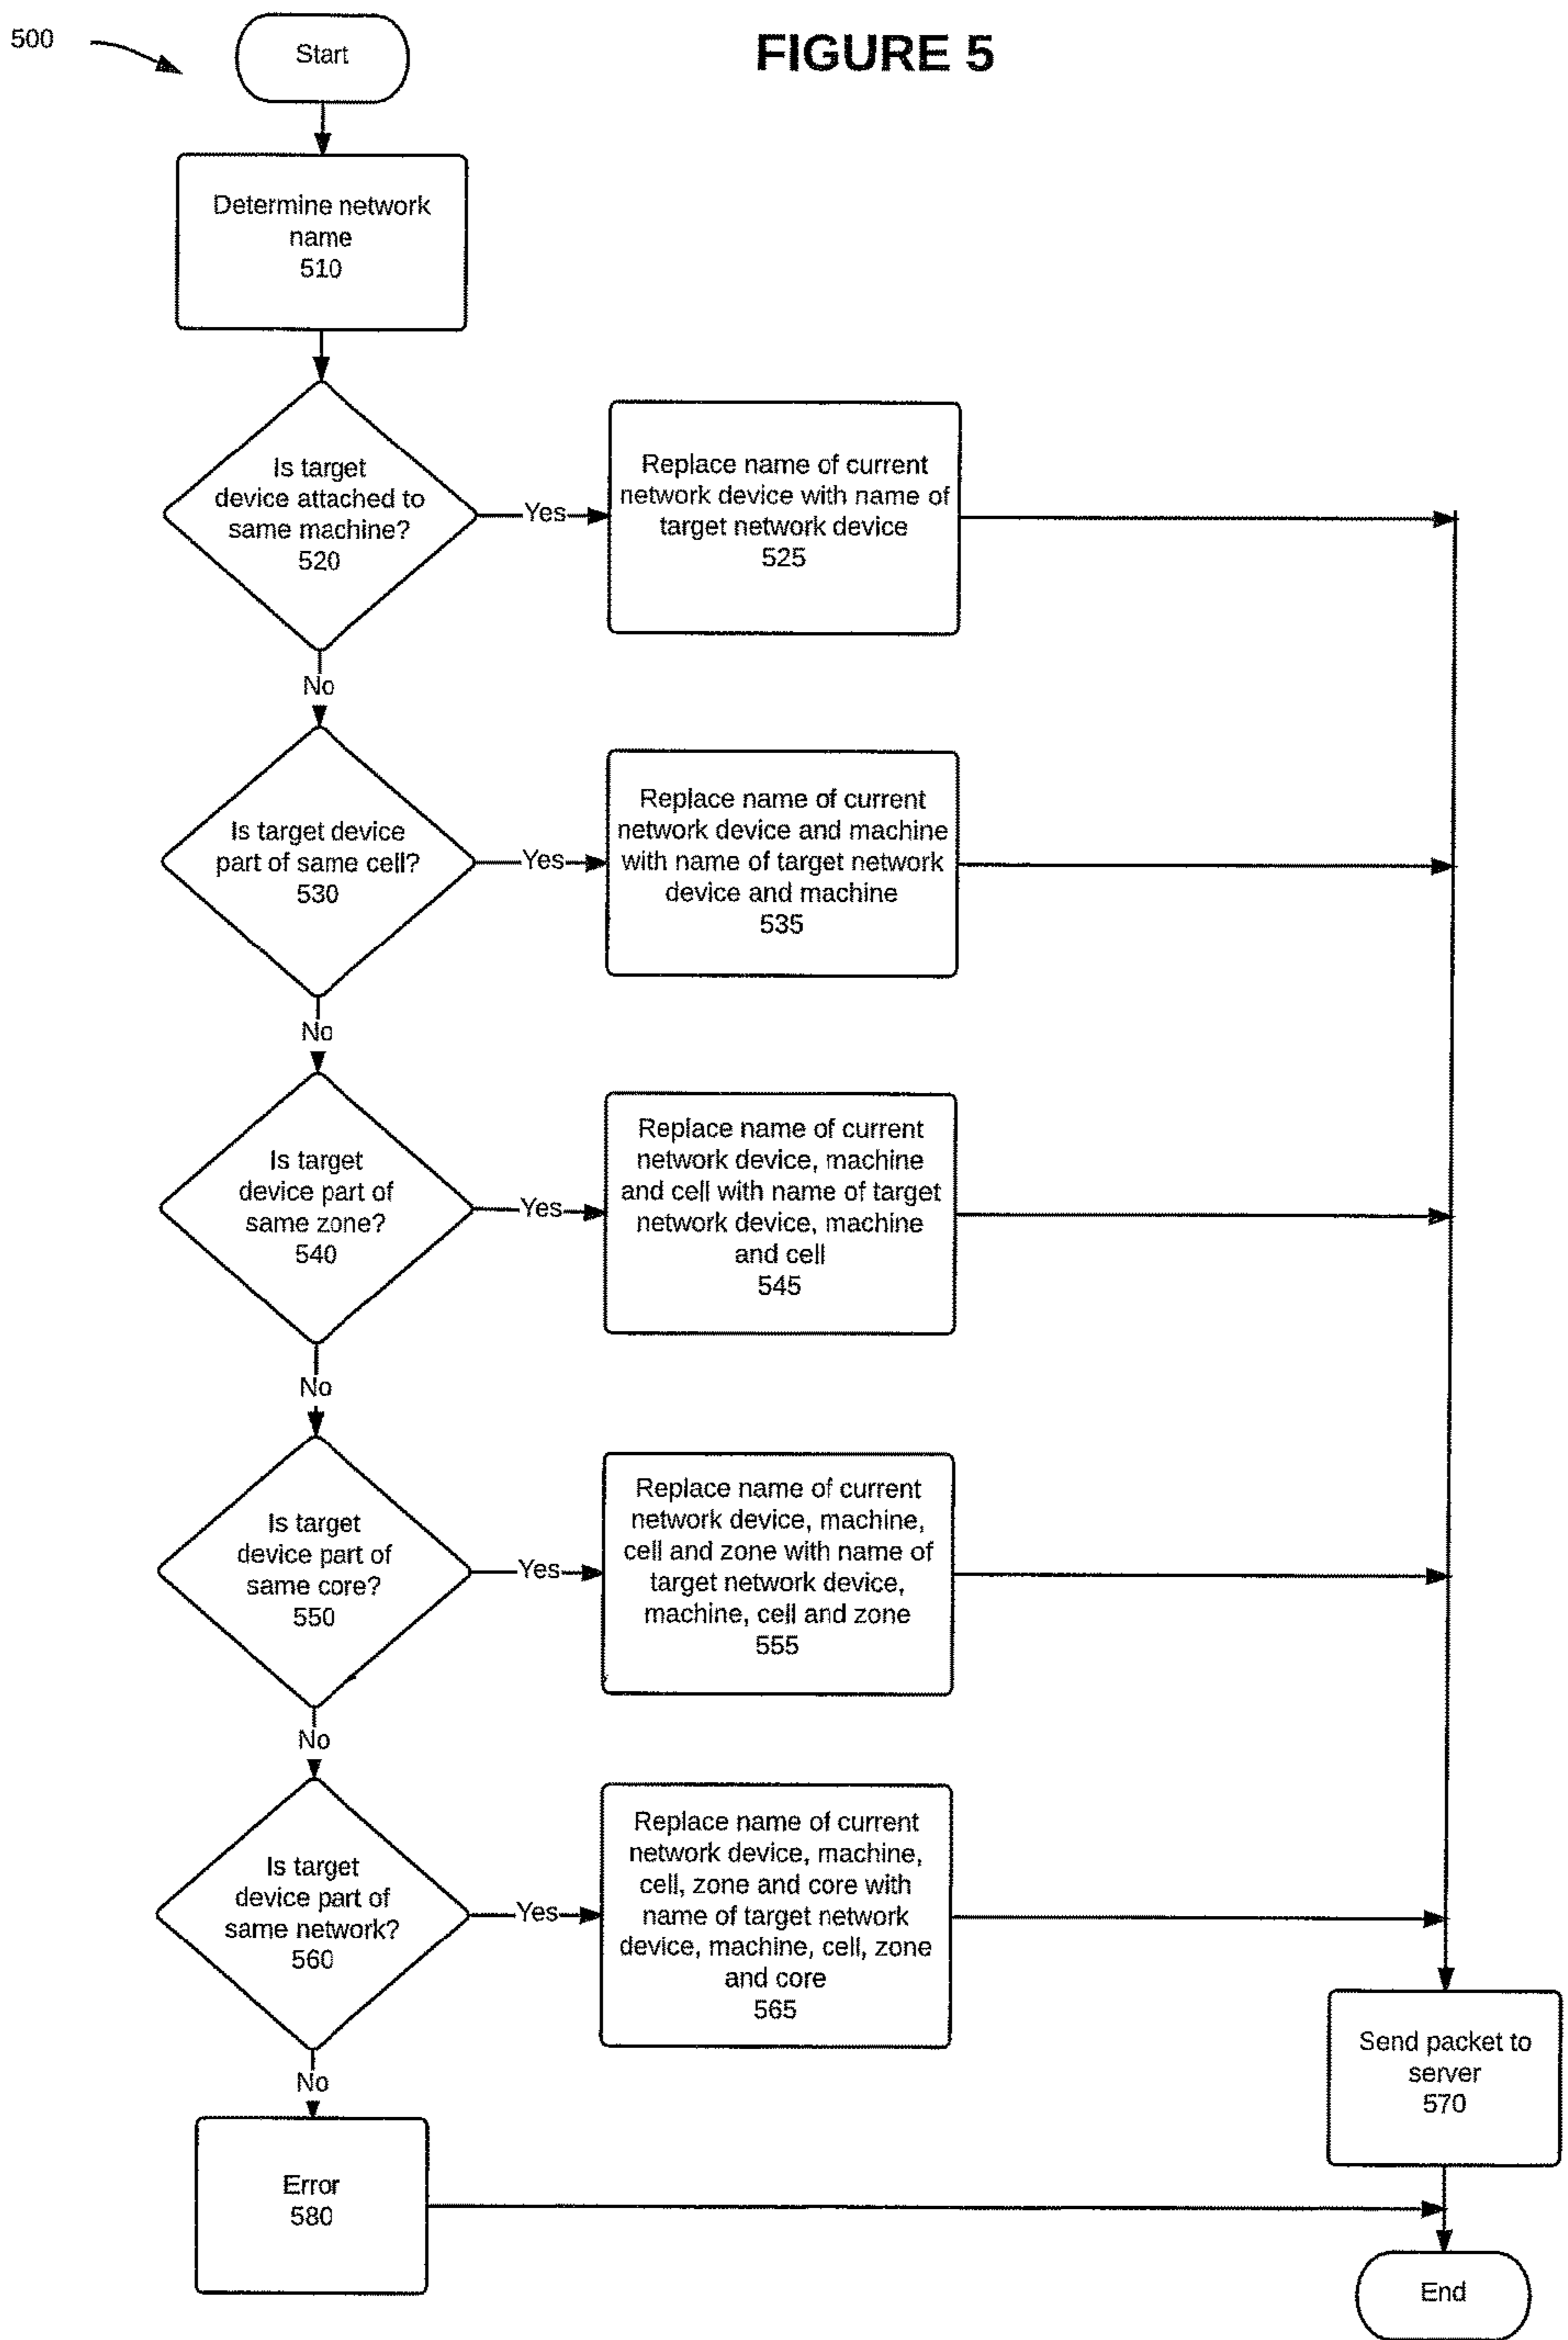 500
Start
FIGURE 5
Determine network
name
510
Is target
device attached to
same machine?
520
Yes
Replace name of current
network device with name of
target network device
525
No
Is target device
part of same cell?
530
Yes
Replace name of current
network device and machine
with name of target network
device and machine
535
No
Is target
device part of
same zone?
540
Yes
Replace name of current
network device, machine
and cell with name of target
network device, machine
and cell
545
No
Is target
device part of
same core?
550
Yes
Replace name of current
network device, machine,
cell and zone with name of
target network device,
machine, cell and zone
555
No
Is target
device part of
same network?
560
Yes
Replace name of current
network device, machine,
cell, zone and core with
name of target network
device, machine, cell, zone
and core
565
No
Send packet to
server
570
Error
580
End